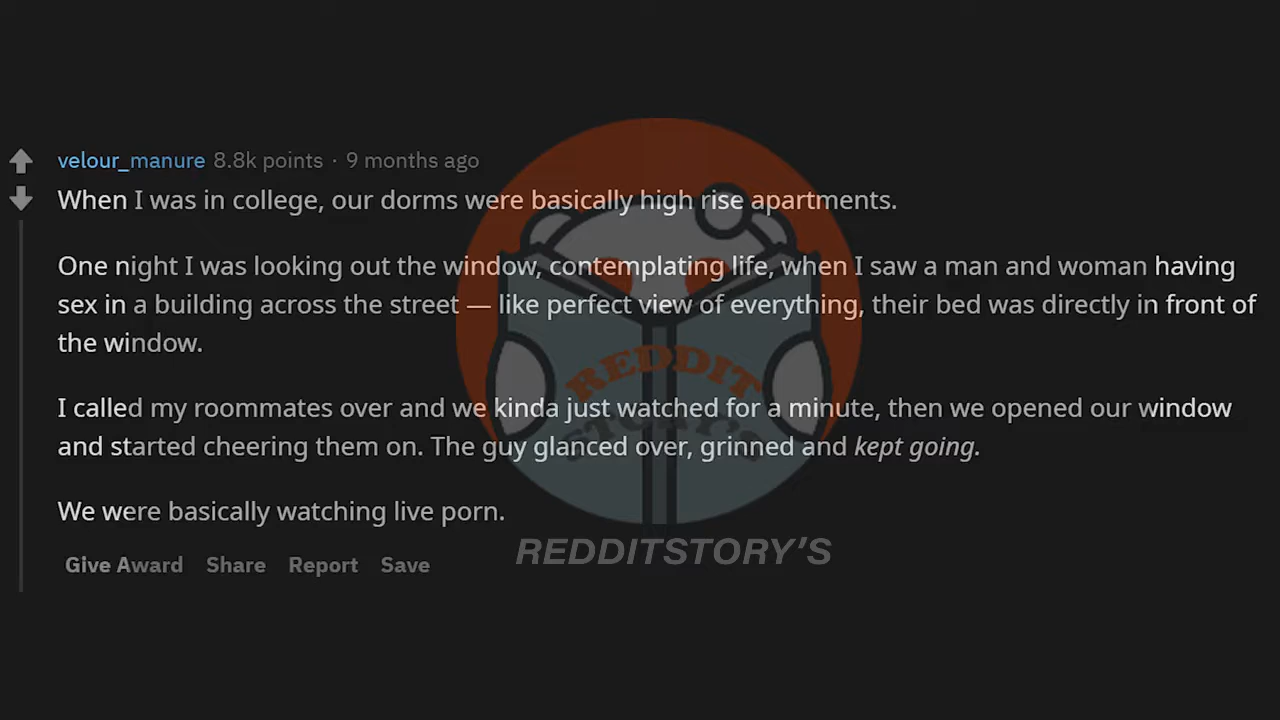 velour_manure 8.8k points · 9 months ago
When I was in college, our dorms were basically high rise apartments.
One night I was looking out the window, contemplating life, when I saw a man and woman having
sex in a building across the street — like perfect view of everything, their bed was directly in front of
the window.
I called my roommates over and we kinda just watched for a minute, then we opened our window
and started cheering them on. The guy glanced over, grinned and kept going.
REDDIT
STORY'S
We were basically watching live porn.
REDDITSTORY'S
Give Award Share Report Save